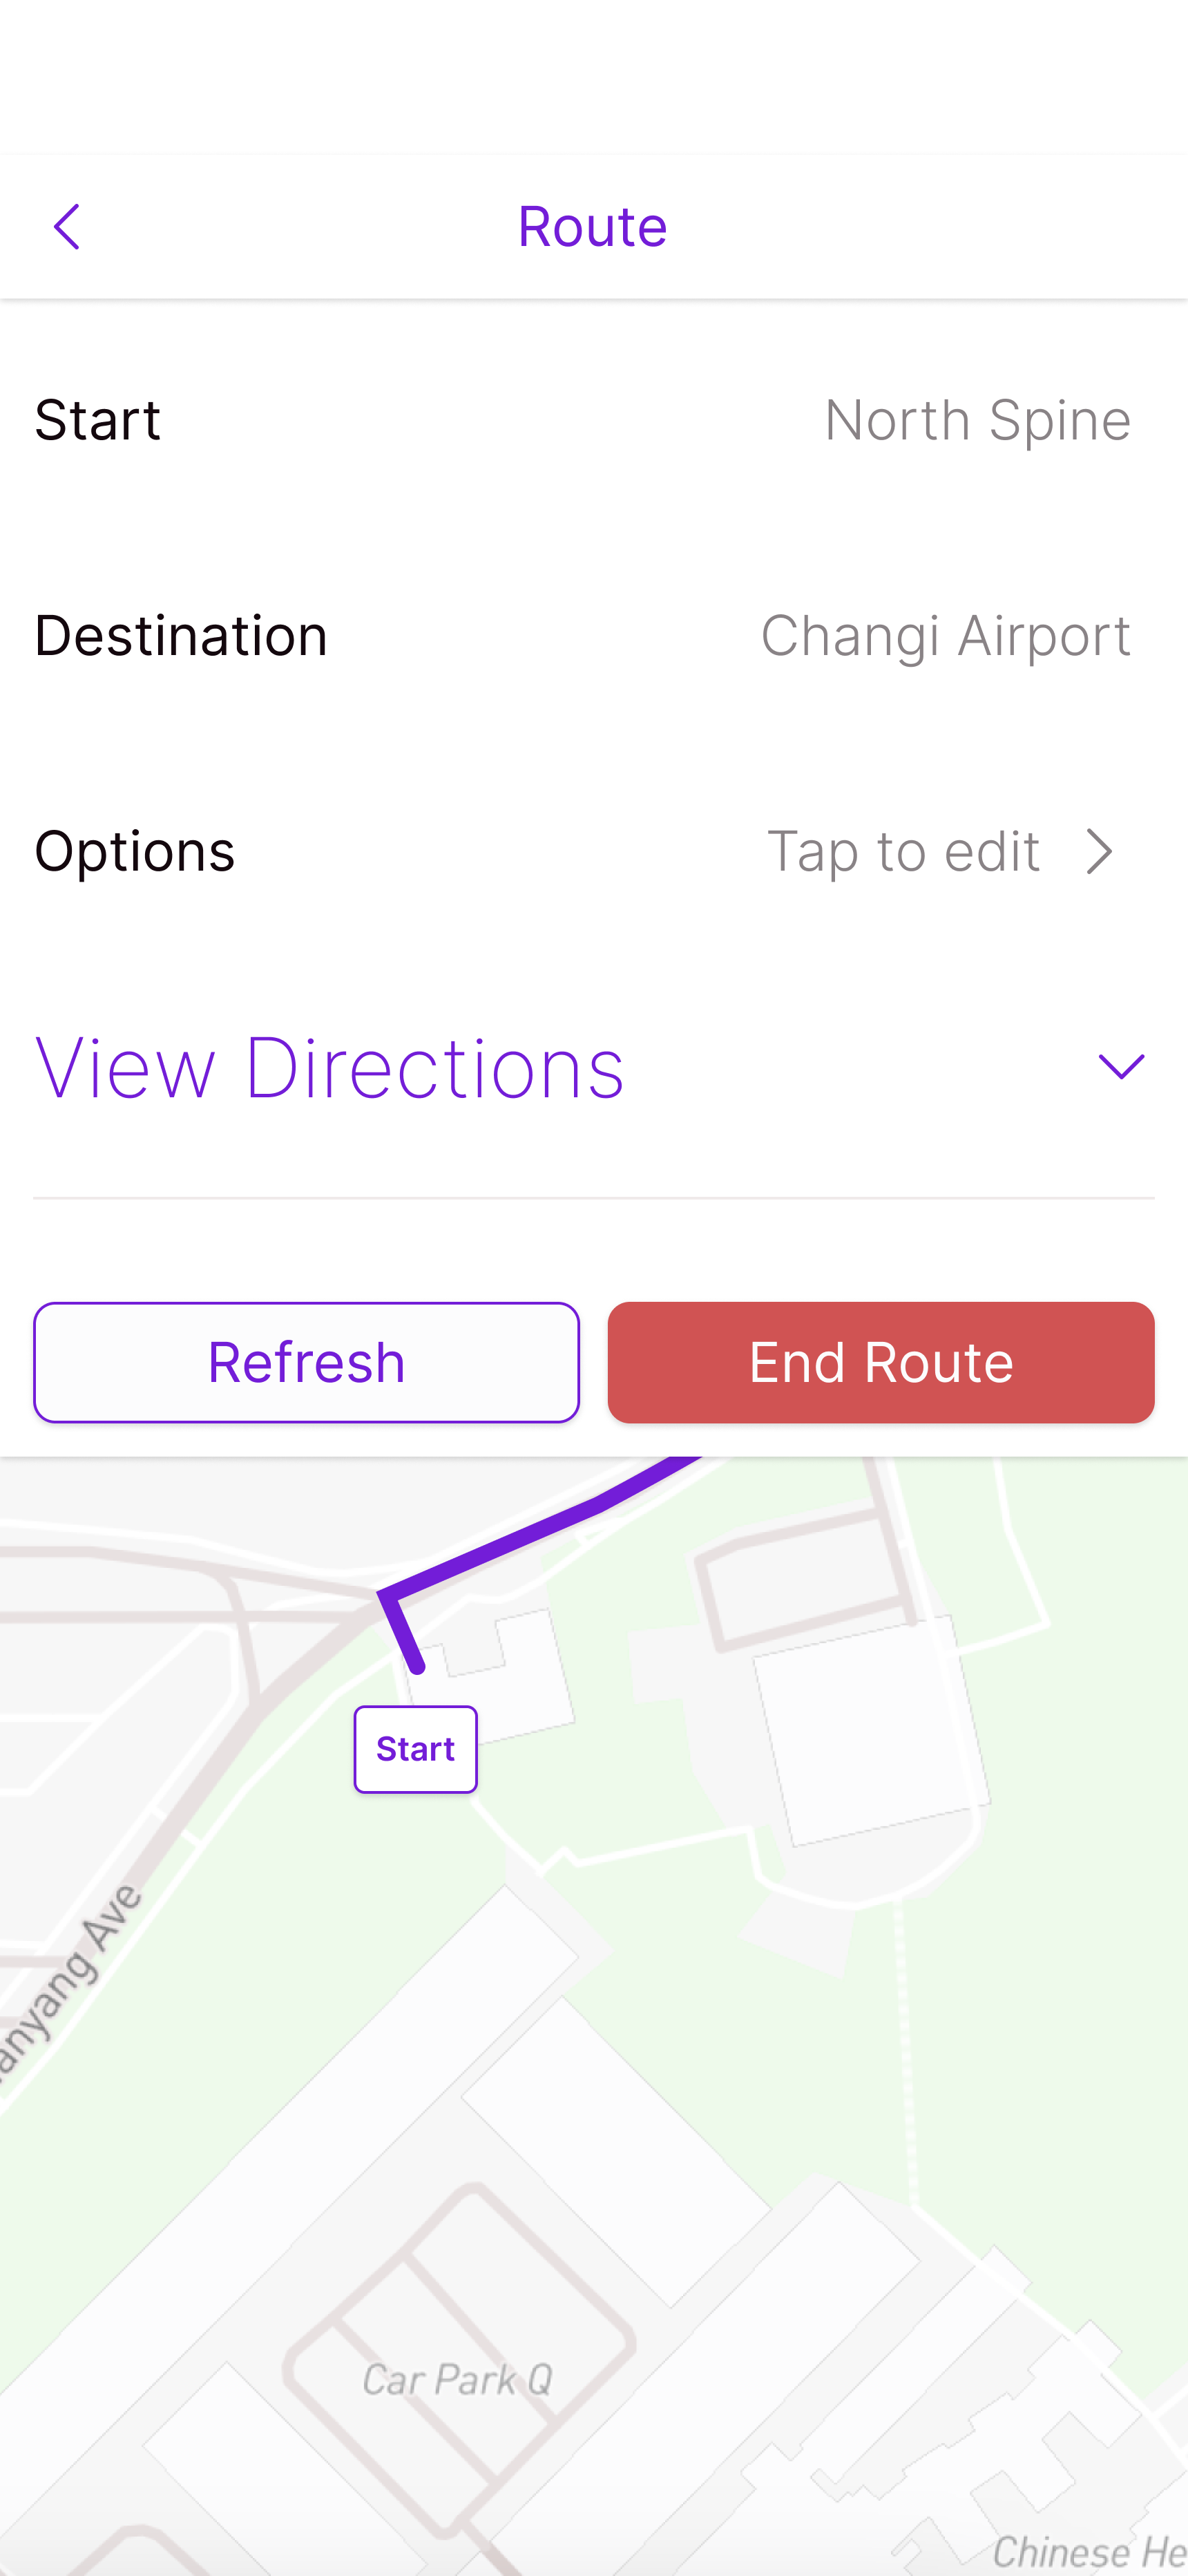 Route
Start North Spine
Destination Changi Airport
Options Tap to edit
View Directions
Refresh End Route
Start
anyang Ave
Car Park Q
Chinese He